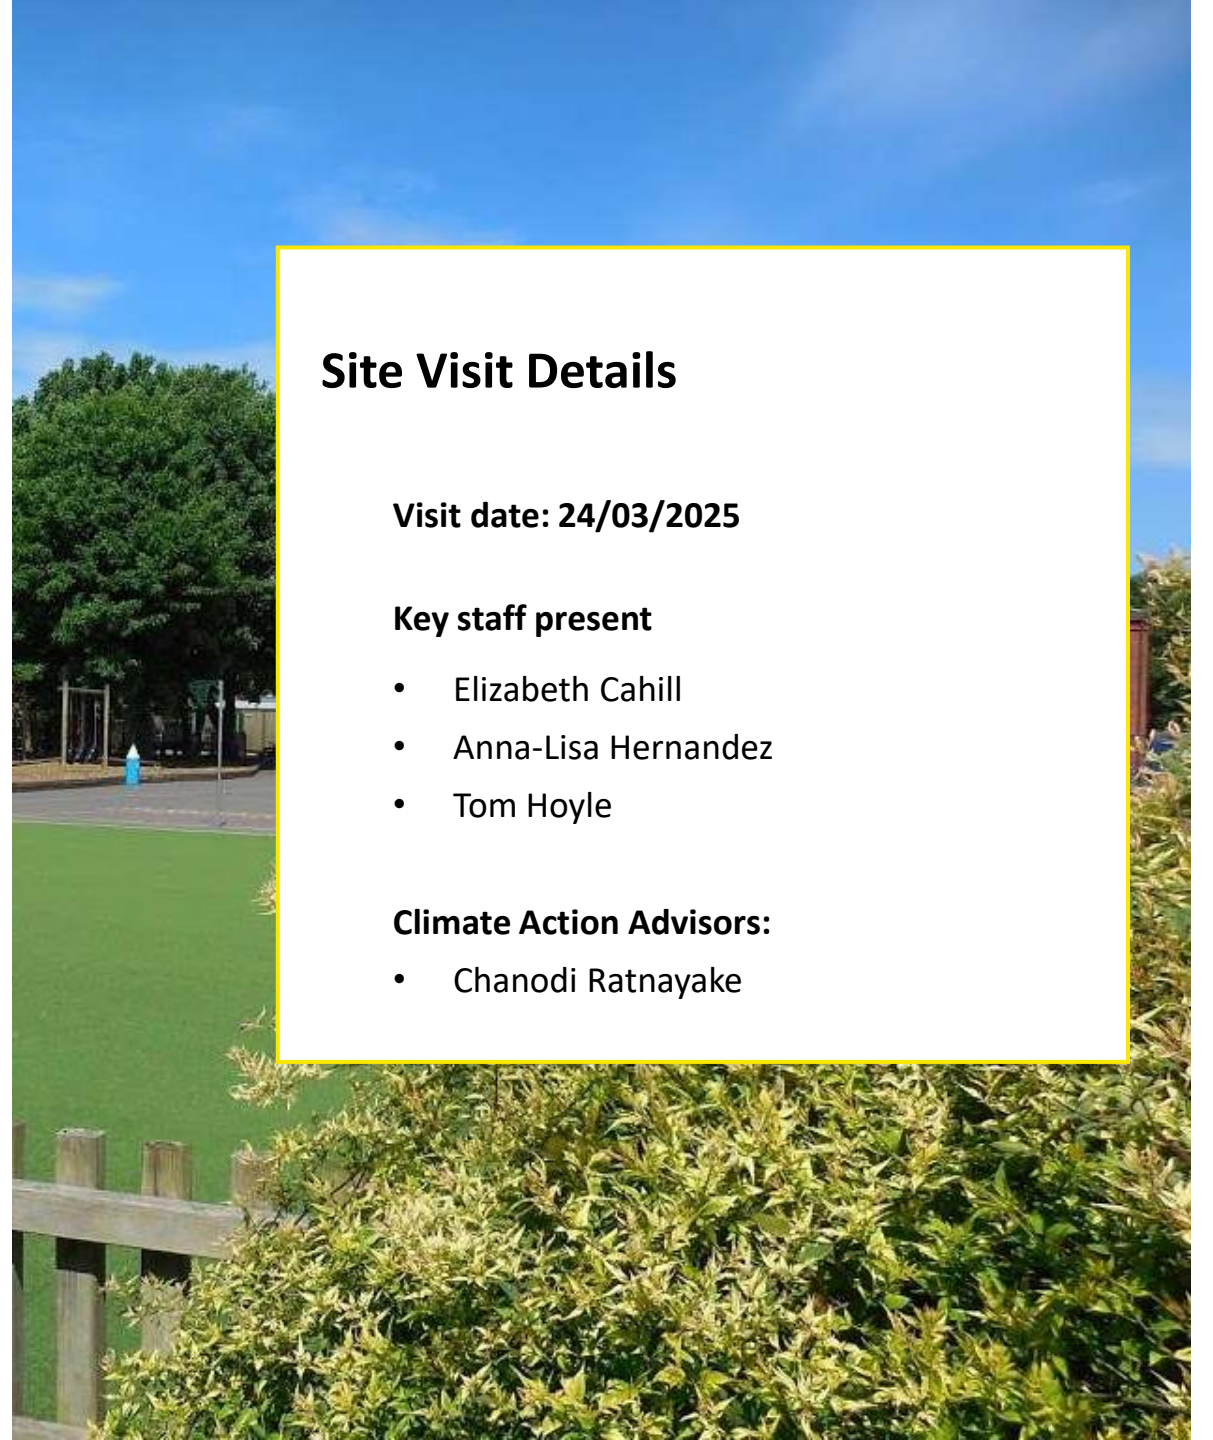 Site Visit Details
Visit date: 24/03/2025
Key staff present
• Elizabeth Cahill
• Anna-Lisa Hernandez
• Tom Hoyle
Climate Action Advisors:
• Chanodi Ratnayake